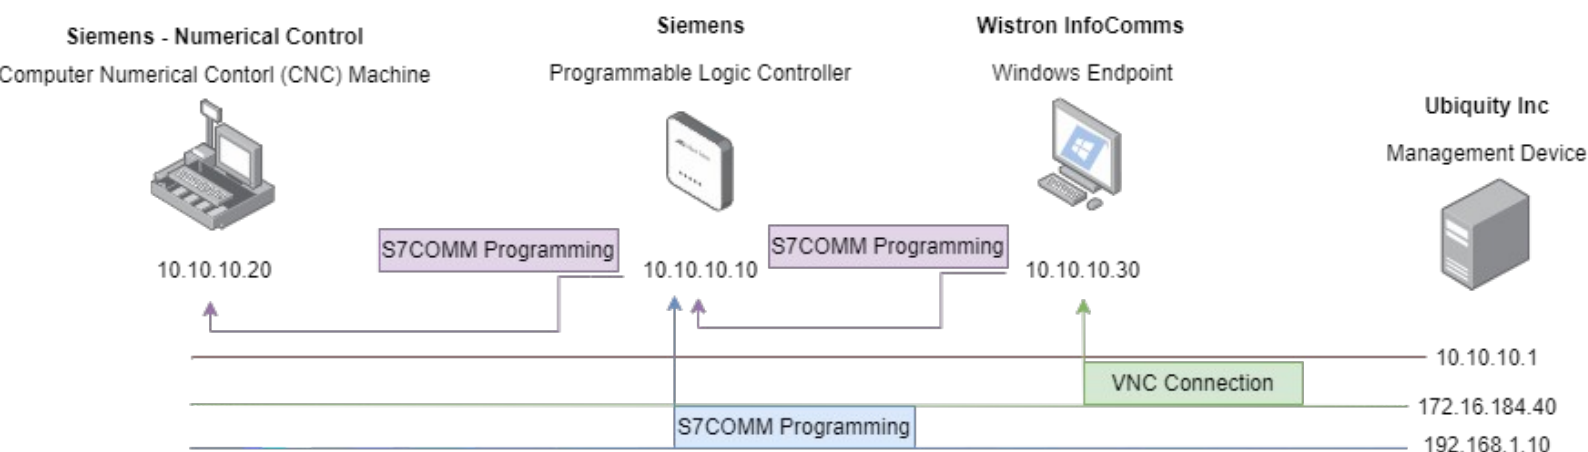 Siemens - Numerical Control
Computer Numerical Contorl (CNC) Machine
Siemens
Programmable Logic Controller
Wistron InfoComms
Windows Endpoint
Ubiquity Inc
Management Device
S7COMM Programming
S7COMM Programming
10.10.10.20
10.10.10.10
10.10.10.30
10.10.10.1
VNC Connection
172.16.184.40
S7COMM Programming
192.168.1.10